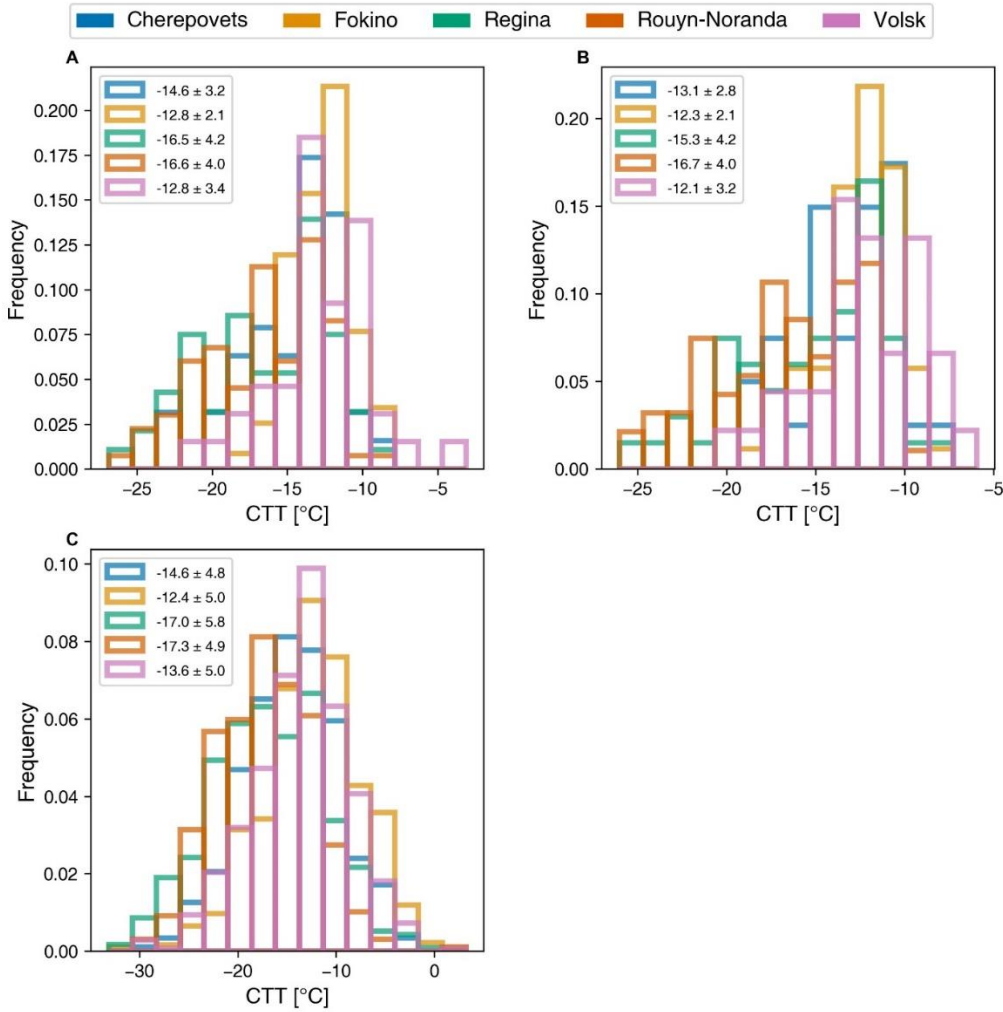 Cherepovets Fokino Regina Rouyn-Noranda Volsk
A
-14.6 ± 3.2
-12.8 ± 2.1
-16.5 ± 4.2
-16.6 ± 4.0
-12.8 ± 3.4
0.200
0.175
0.150
0.125
0.100
0.075
0.050
0.025
0.000
Frequency
−25 −20 −15 −10 −5
CTT [°C]
B
-13.1 ± 2.8
-12.3 ± 2.1
-15.3 ± 4.2
-16.7 ± 4.0
-12.1 ± 3.2
0.20
0.15
0.10
0.05
0.00
Frequency
−25 −20 −15 −10 −5
CTT [°C]
C
-14.6 ± 4.8
-12.4 ± 5.0
-17.0 ± 5.8
-17.3 ± 4.9
-13.6 ± 5.0
0.10
0.08
0.06
0.04
0.02
0.00
Frequency
−30 −20 −10 0
CTT [°C]